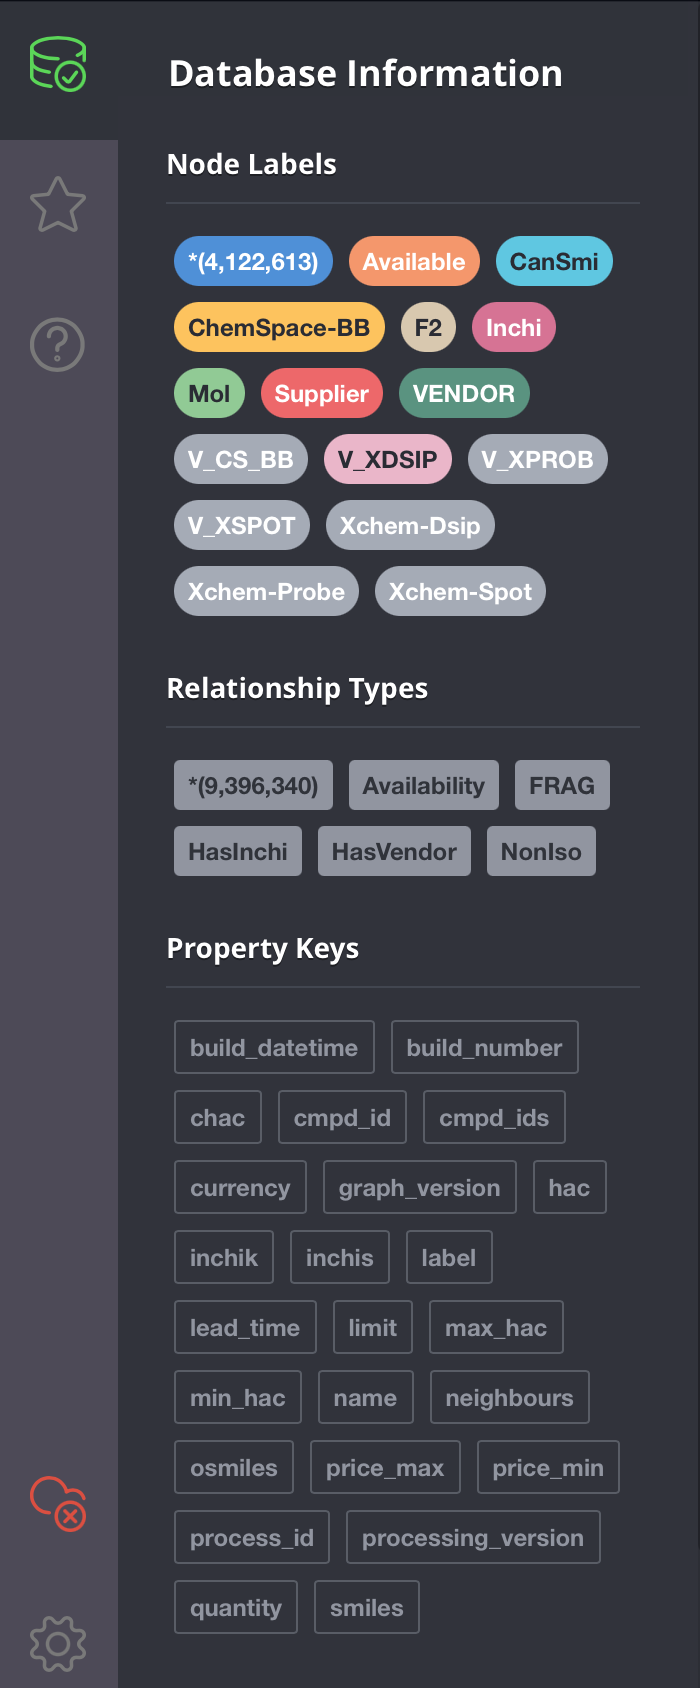 Database Information
Node Labels
*(4,122,613) Available CanSmi
ChemSpace-BB F2 Inchi
Mol Supplier VENDOR
V_CS_BB V_XDSIP V_XPROB
V_XSPOT Xchem-Dsip
Xchem-Probe Xchem-Spot
Relationship Types
*(9,396,340) Availability FRAG
HasInchi HasVendor NonIso
Property Keys
build_datetime build_number
chac cmpd_id cmpd_ids
currency graph_version hac
inchik inchis label
lead_time limit max_hac
min_hac name neighbours
osmiles price_max price_min
process_id processing_version
quantity smiles